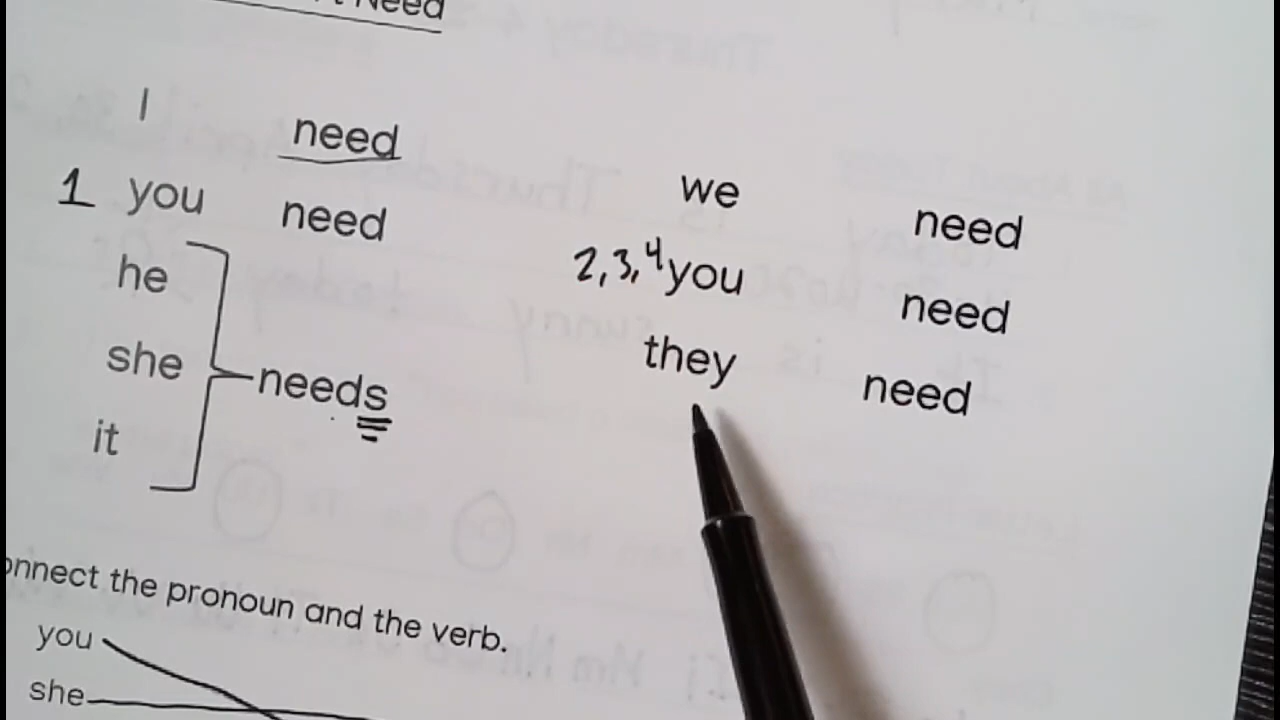 Need
I need
1 you need
he
she needs
it
we need
2,3,4 you need
they need
onnect the pronoun and the verb.
you
she